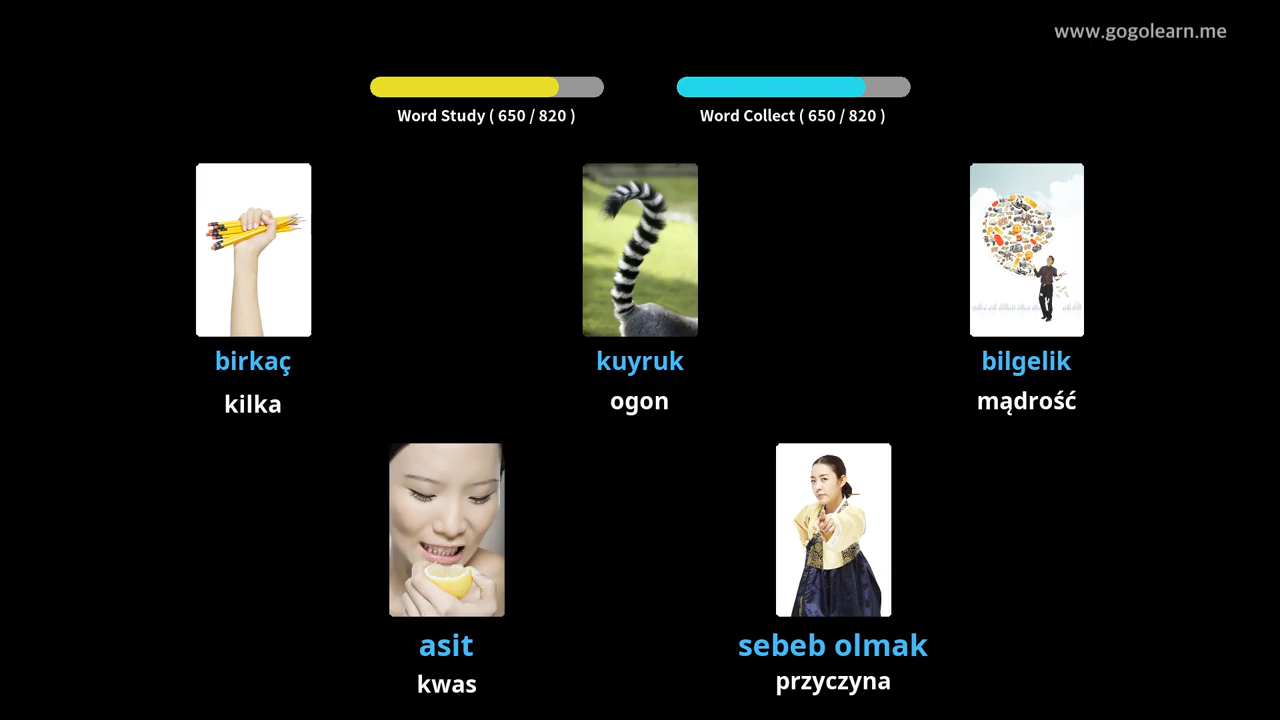 www.gogolearn.me
Word Study ( 650 / 820 )
Word Collect ( 650 / 820 )
birkaç
kuyruk
bilgelik
kilka
ogon
mądrość
asit
sebeb olmak
kwas
przyczyna